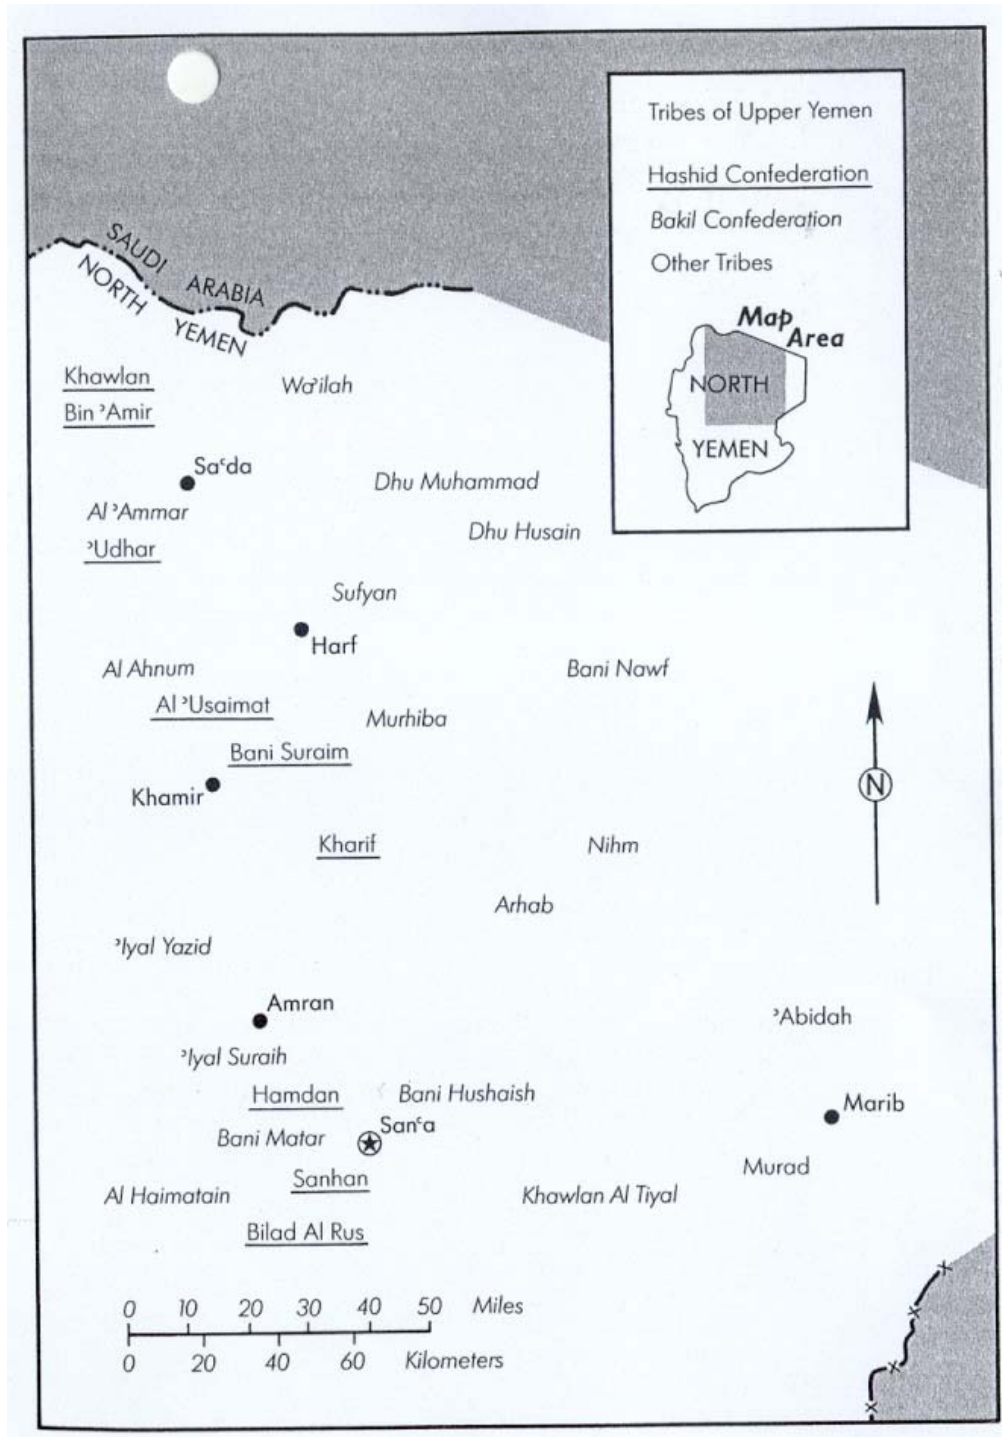 Tribes of Upper Yemen
Hashid Confederation
Bakil Confederation
Other Tribes
Map
Area
NORTH
YEMEN
SAUDI ARABIA
NORTH YEMEN
Khawlan
Bin ʾAmir
Waʾilah
Saʿda
Dhu Muhammad
Al ʾAmmar
Dhu Husain
ʾUdhar
Sufyan
Harf
Al Ahnum
Bani Nawf
Al ʾUsaimat
Murhiba
Bani Suraim
N
Khamir
Kharif
Nihm
Arhab
ʾIyal Yazid
Amran
ʾAbidah
ʾIyal Suraih
Hamdan
Bani Hushaish
Marib
Sanʿa
Bani Matar
Murad
Sanhan
Al Haimatain
Khawlan Al Tiyal
Bilad Al Rus
0 10 20 30 40 50 Miles
0 20 40 60 Kilometers